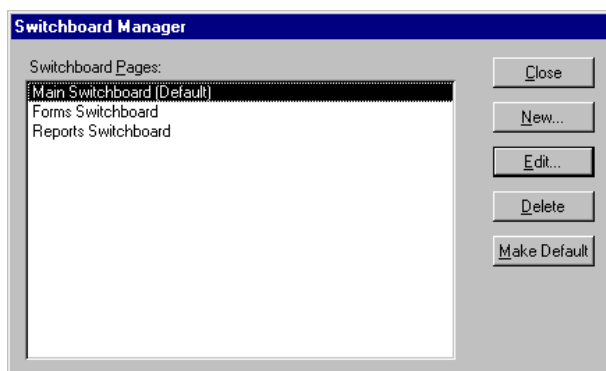 Switchboard Manager
Switchboard Pages:
Main Switchboard (Default)
Forms Switchboard
Reports Switchboard
Close
New...
Edit...
Delete
Make Default